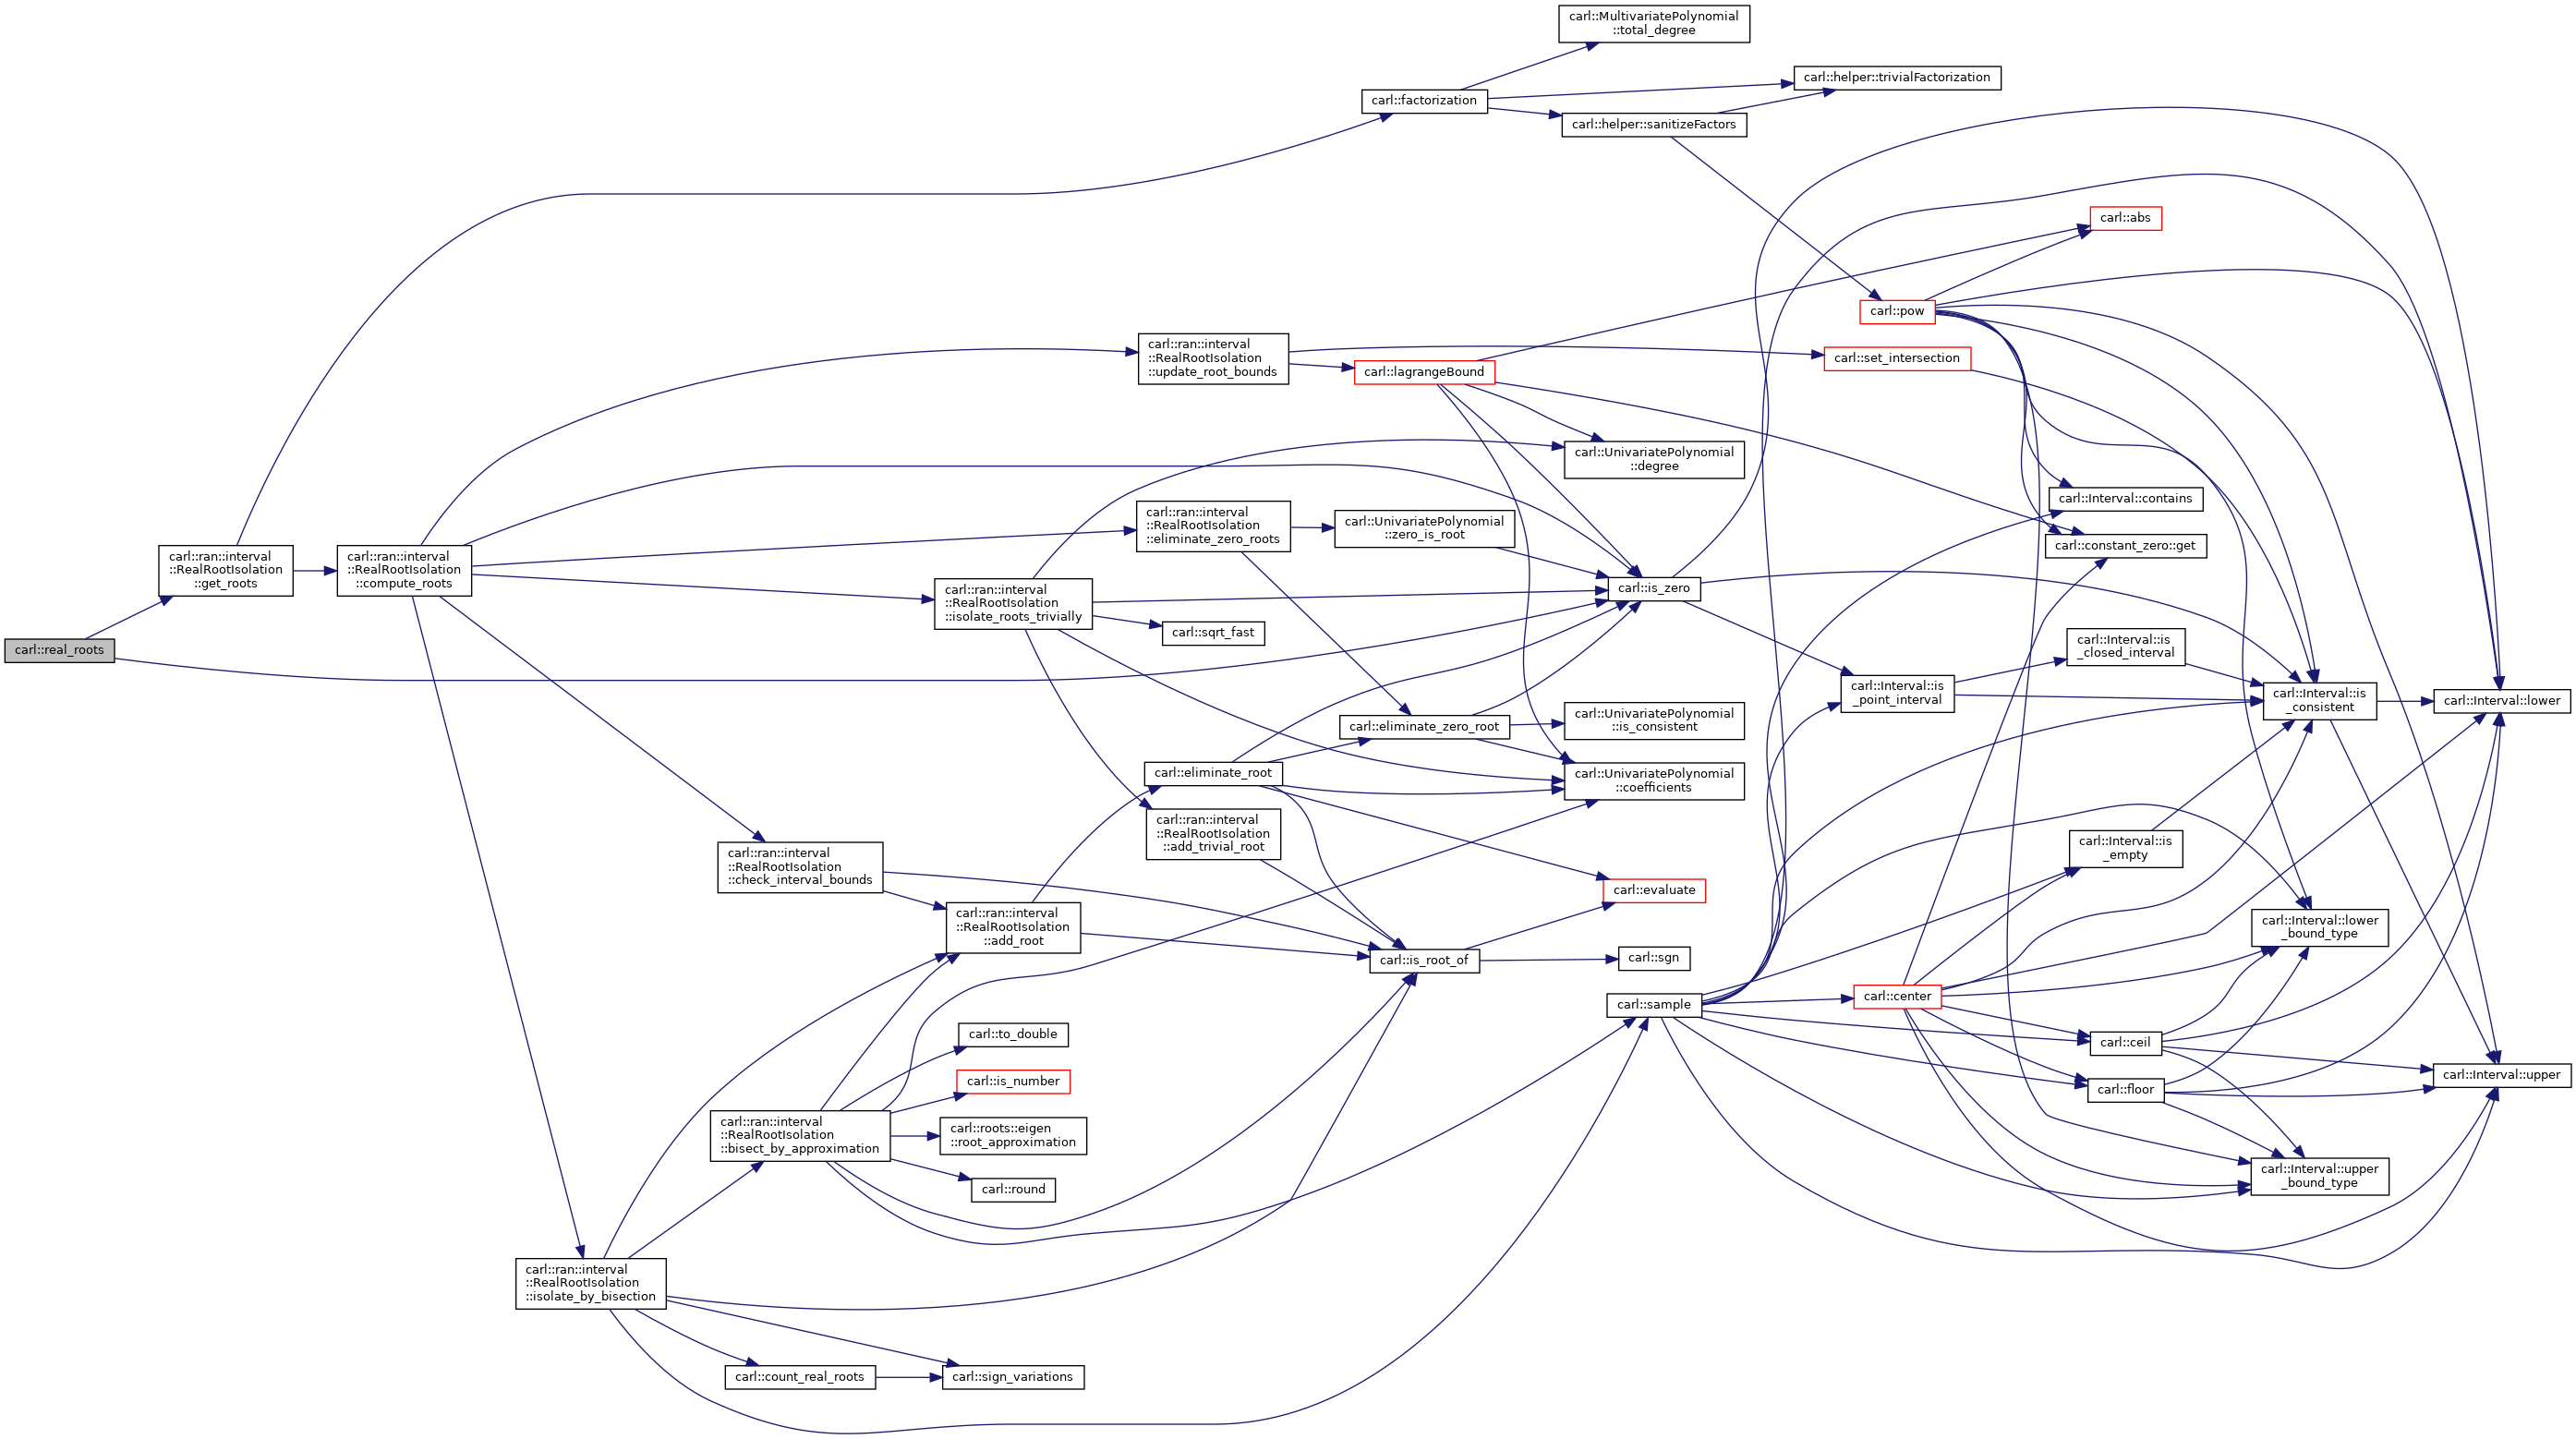 carl::MultivariatePolynomial
::total_degree
carl::helper::trivialFactorization
carl::factorization
carl::helper::sanitizeFactors
carl::abs
carl::pow
carl::ran::interval
::RealRootIsolation
::update_root_bounds
carl::set_intersection
carl::lagrangeBound
carl::UnivariatePolynomial
::degree
carl::Interval::contains
carl::ran::interval
::RealRootIsolation
::eliminate_zero_roots
carl::UnivariatePolynomial
::zero_is_root
carl::constant_zero::get
carl::ran::interval
::RealRootIsolation
::get_roots
carl::ran::interval
::RealRootIsolation
::compute_roots
carl::is_zero
carl::ran::interval
::RealRootIsolation
::isolate_roots_trivially
carl::sqrt_fast
carl::real_roots
carl::Interval::is
_closed_interval
carl::Interval::is
_point_interval
carl::Interval::is
_consistent
carl::Interval::lower
carl::UnivariatePolynomial
::is_consistent
carl::eliminate_zero_root
carl::eliminate_root
carl::UnivariatePolynomial
::coefficients
carl::ran::interval
::RealRootIsolation
::add_trivial_root
carl::Interval::is
_empty
carl::ran::interval
::RealRootIsolation
::check_interval_bounds
carl::evaluate
carl::ran::interval
::RealRootIsolation
::add_root
carl::Interval::lower
_bound_type
carl::is_root_of
carl::sgn
carl::sample
carl::center
carl::to_double
carl::ceil
carl::is_number
carl::floor
carl::Interval::upper
carl::ran::interval
::RealRootIsolation
::bisect_by_approximation
carl::roots::eigen
::root_approximation
carl::round
carl::Interval::upper
_bound_type
carl::ran::interval
::RealRootIsolation
::isolate_by_bisection
carl::count_real_roots
carl::sign_variations